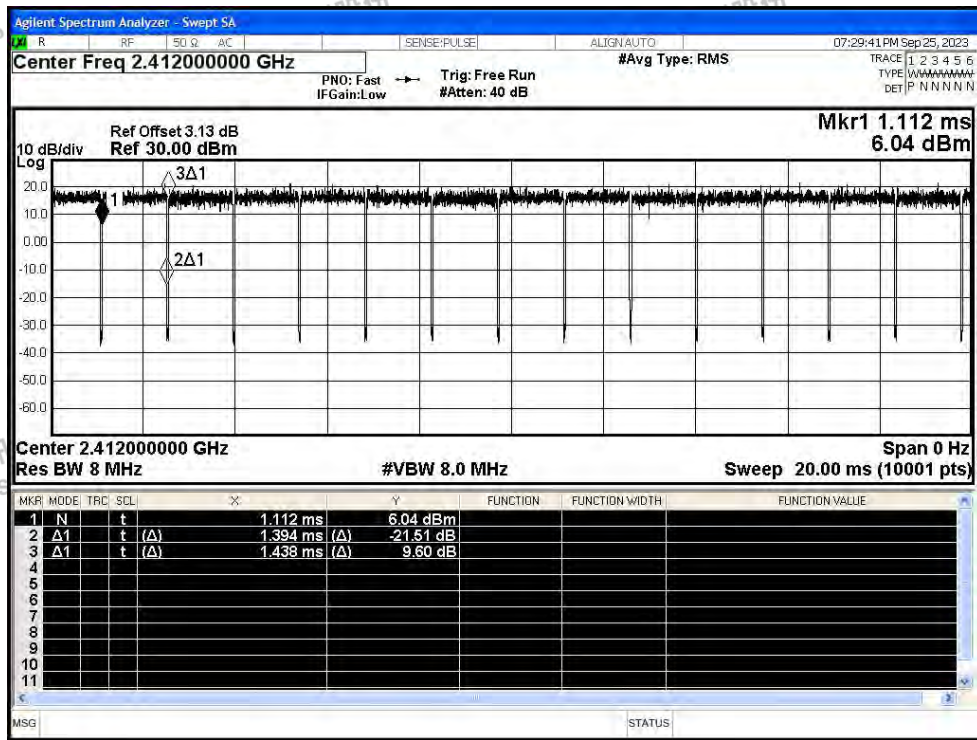 Agilent Spectrum Analyzer - Swept SA
LXI R RF 50 Ω AC SENSE:PULSE ALIGN AUTO 07:29:41 PM Sep 25, 2023
Center Freq 2.412000000 GHz
PNO: Fast
IFGain:Low
Trig: Free Run
#Atten: 40 dB
#Avg Type: RMS
TRACE 1 2 3 4 5 6
TYPE WWWWWW
DET P N N N N N
Mkr1 1.112 ms
6.04 dBm
Ref Offset 3.13 dB
10 dB/div Ref 30.00 dBm
Log
3Δ1
20.0
1
10.0
0.00
2Δ1
-10.0
-20.0
-30.0
-40.0
-50.0
-60.0
Center 2.412000000 GHz Span 0 Hz
Res BW 8 MHz #VBW 8.0 MHz Sweep 20.00 ms (10001 pts)
MKR MODE TRC SCL X Y FUNCTION FUNCTION WIDTH FUNCTION VALUE
1 N t 1.112 ms 6.04 dBm
2 Δ1 t (Δ) 1.394 ms (Δ) -21.51 dB
3 Δ1 t (Δ) 1.438 ms (Δ) 9.60 dB
4
5
6
7
8
9
10
11
MSG STATUS